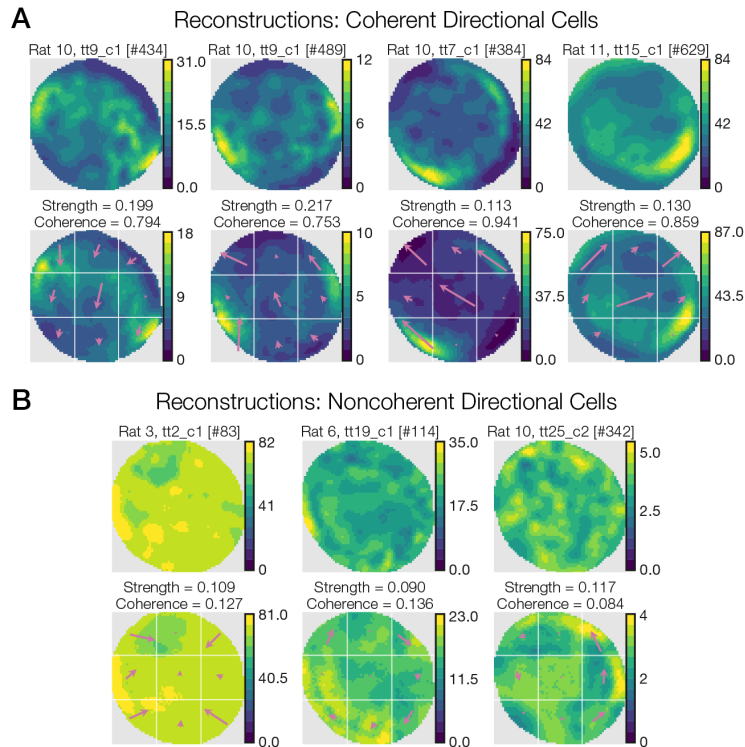 A
Reconstructions: Coherent Directional Cells
Rat 10, tt9_c1 [#434]
Rat 10, tt9_c1 [#489]
Rat 10, tt7_c1 [#384]
Rat 11, tt15_c1 [#629]
31.0
15.5
0.0
12
6
0
84
42
0
84
42
0
Strength = 0.199
Coherence = 0.794
Strength = 0.217
Coherence = 0.753
Strength = 0.113
Coherence = 0.941
Strength = 0.130
Coherence = 0.859
18
9
0
10
5
0
75.0
37.5
0.0
87.0
43.5
0.0
B
Reconstructions: Noncoherent Directional Cells
Rat 3, tt2_c1 [#83]
Rat 6, tt19_c1 [#114]
Rat 10, tt25_c2 [#342]
82
41
0
35.0
17.5
0.0
5.0
2.5
0.0
Strength = 0.109
Coherence = 0.127
Strength = 0.090
Coherence = 0.136
Strength = 0.117
Coherence = 0.084
81.0
40.5
0.0
23.0
11.5
0.0
4
2
0